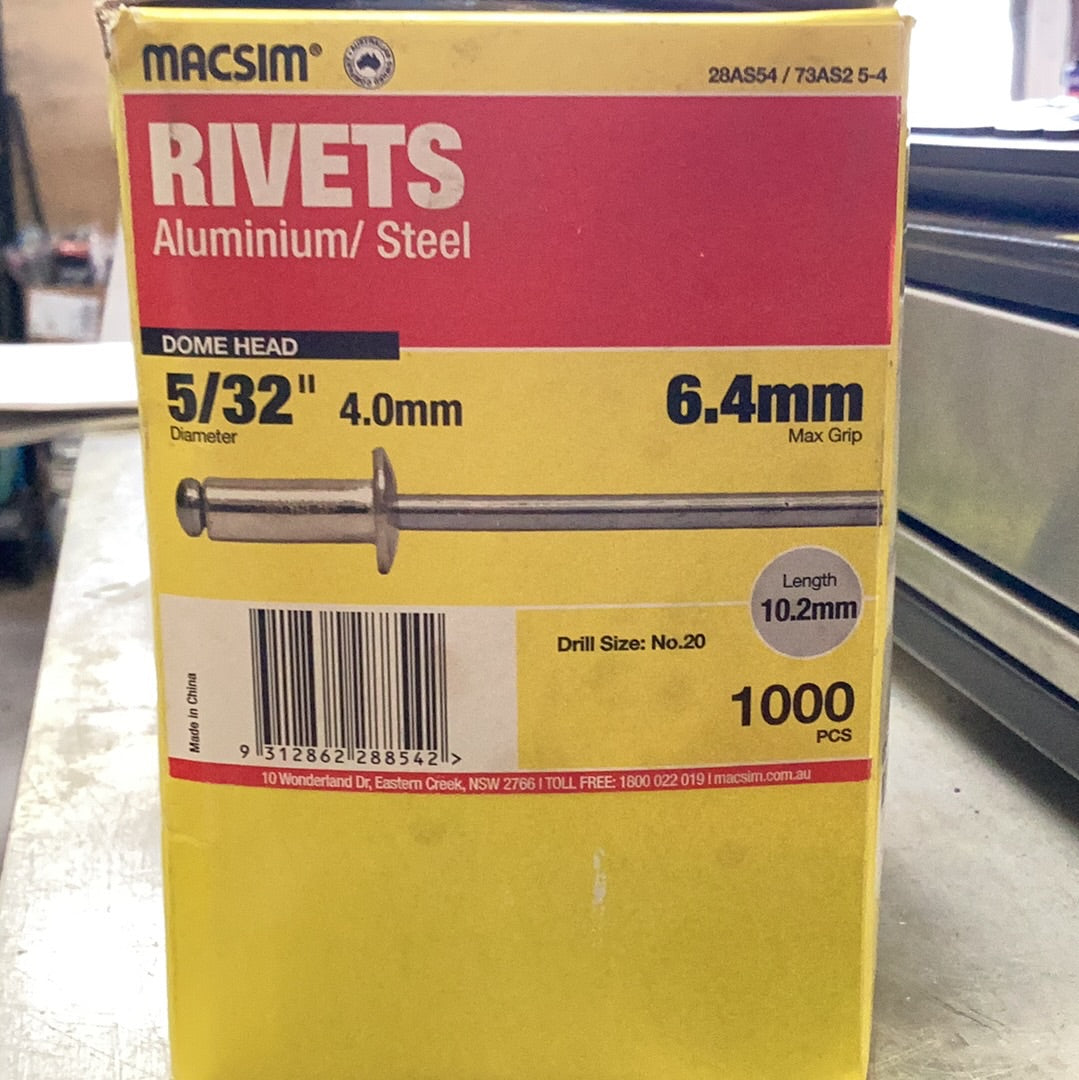 MACSIM®
28AS54 / 73AS2 5-4
RIVETS
Aluminium/ Steel
DOME HEAD
5/32" 4.0mm
Diameter
6.4mm
Max Grip
Length
10.2mm
Drill Size: No.20
1000
PCS
Made in China
9 312862 288542 >
10 Wonderland Dr, Eastern Creek, NSW 2766 | TOLL FREE: 1800 022 019 | macsim.com.au